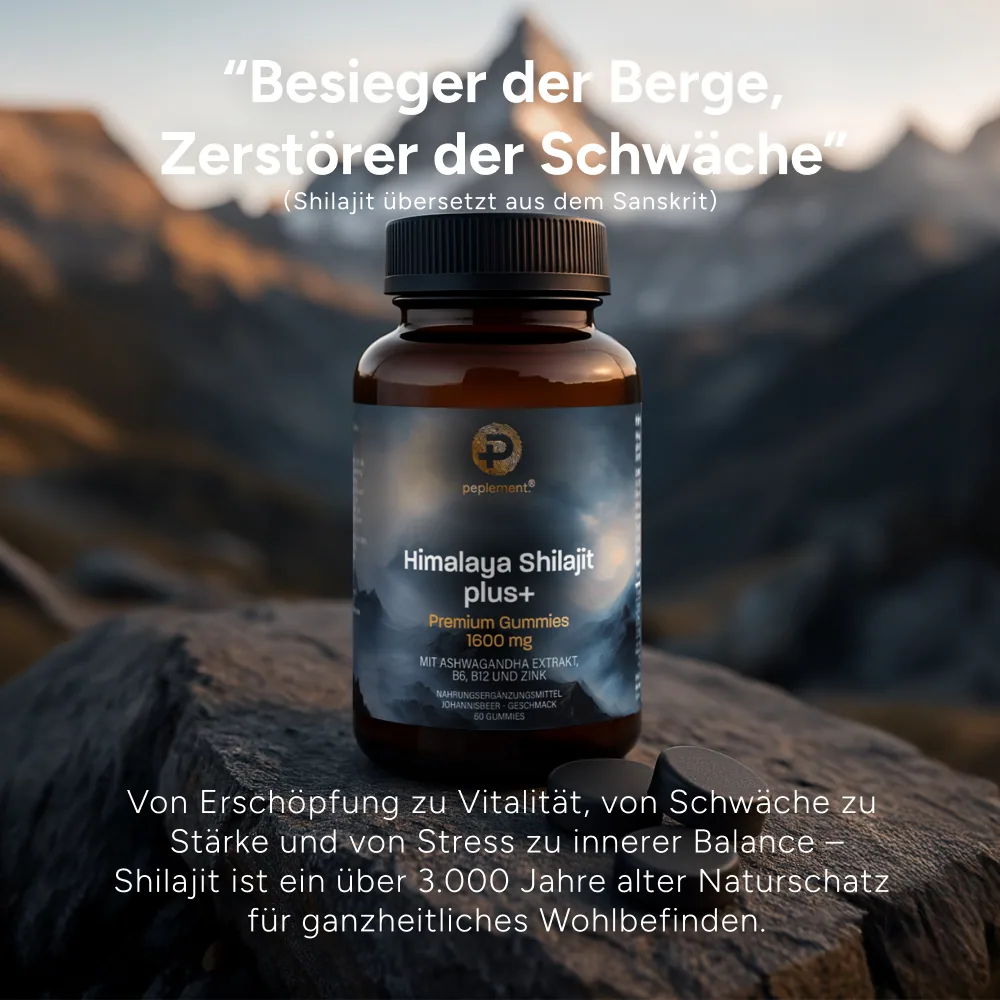 “Besieger der Berge,
Zerstörer der Schwäche”
(Shilajit übersetzt aus dem Sanskrit)
peplement.®
Himalaya Shilajit
plus+
Premium Gummies
1600 mg
MIT ASHWAGANDHA EXTRAKT,
B6, B12 UND ZINK
NAHRUNGSERGÄNZUNGSMITTEL
JOHANNISBEER - GESCHMACK
60 GUMMIES
Von Erschöpfung zu Vitalität, von Schwäche zu
Stärke und von Stress zu innerer Balance –
Shilajit ist ein über 3.000 Jahre alter Naturschatz
für ganzheitliches Wohlbefinden.